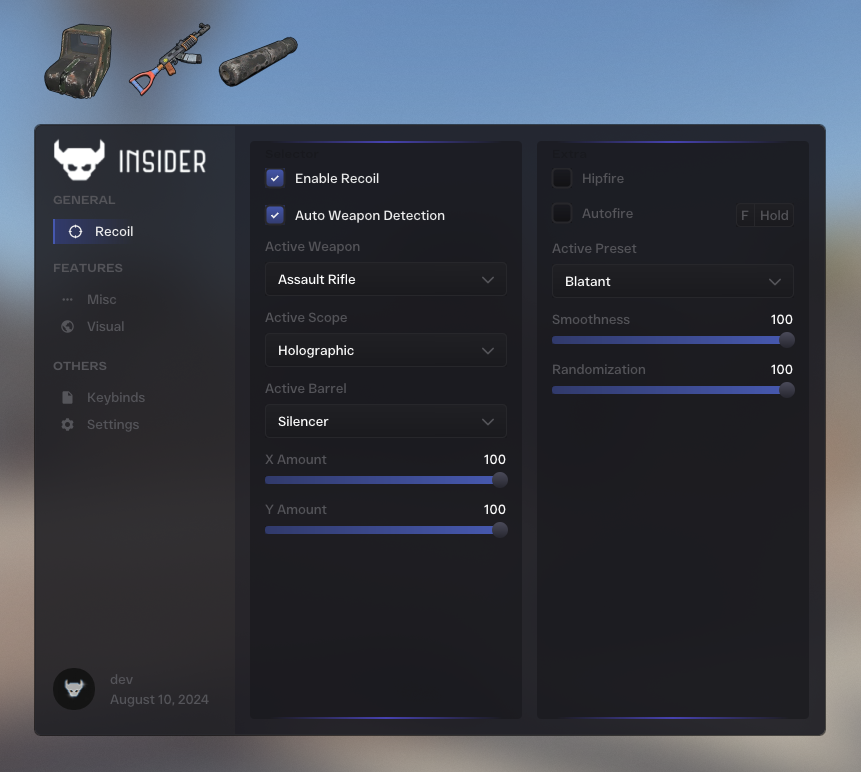 INSIDER
GENERAL
Recoil
FEATURES
Misc
Visual
OTHERS
Keybinds
Settings
dev
August 10, 2024
Enable Recoil
Auto Weapon Detection
Active Weapon
Assault Rifle
Active Scope
Holographic
Active Barrel
Silencer
X Amount 100
Y Amount 100
Hipfire
Autofire F Hold
Active Preset
Blatant
Smoothness 100
Randomization 100